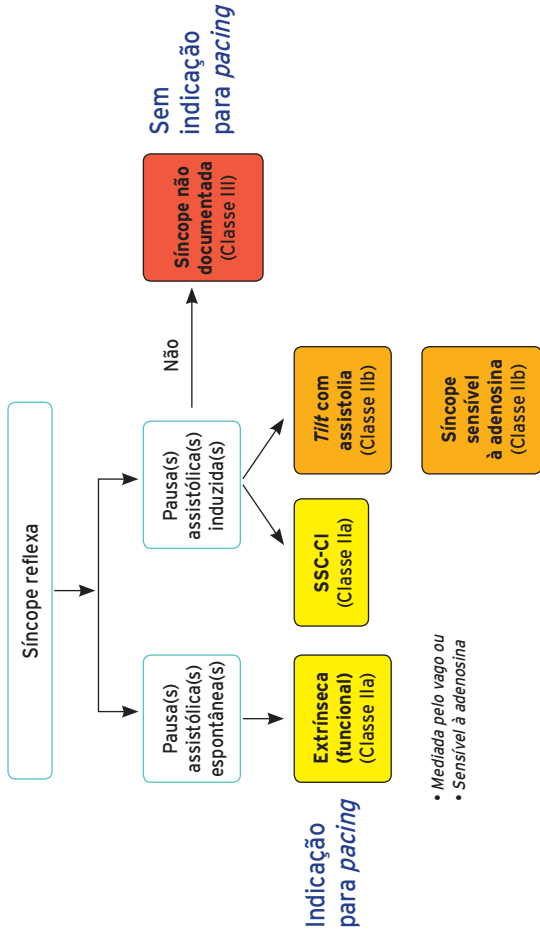 Síncope reflexa
Pausa(s)
assistólica(s)
espontânea(s)
Pausa(s)
assistólica(s)
induzida(s)
Não
Síncope não
documentada
(Classe III)
Sem
indicação
para pacing
Indicação
para pacing
Extrínseca
(funcional)
(Classe IIa)
SSC-CI
(Classe IIa)
Tilt com
assistolia
(Classe IIb)
Síncope
sensível
à adenosina
(Classe IIb)
• Mediada pelo vago ou
• Sensível à adenosina